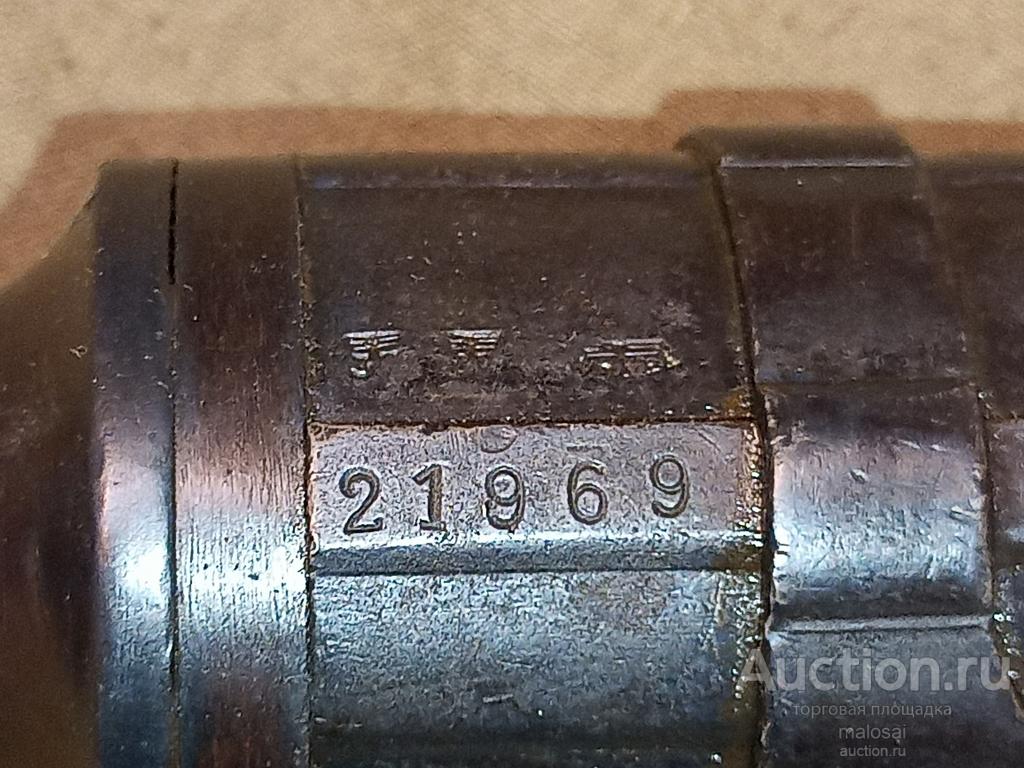 21969
Auction.ru
торговая площадка
malosai
auction.ru